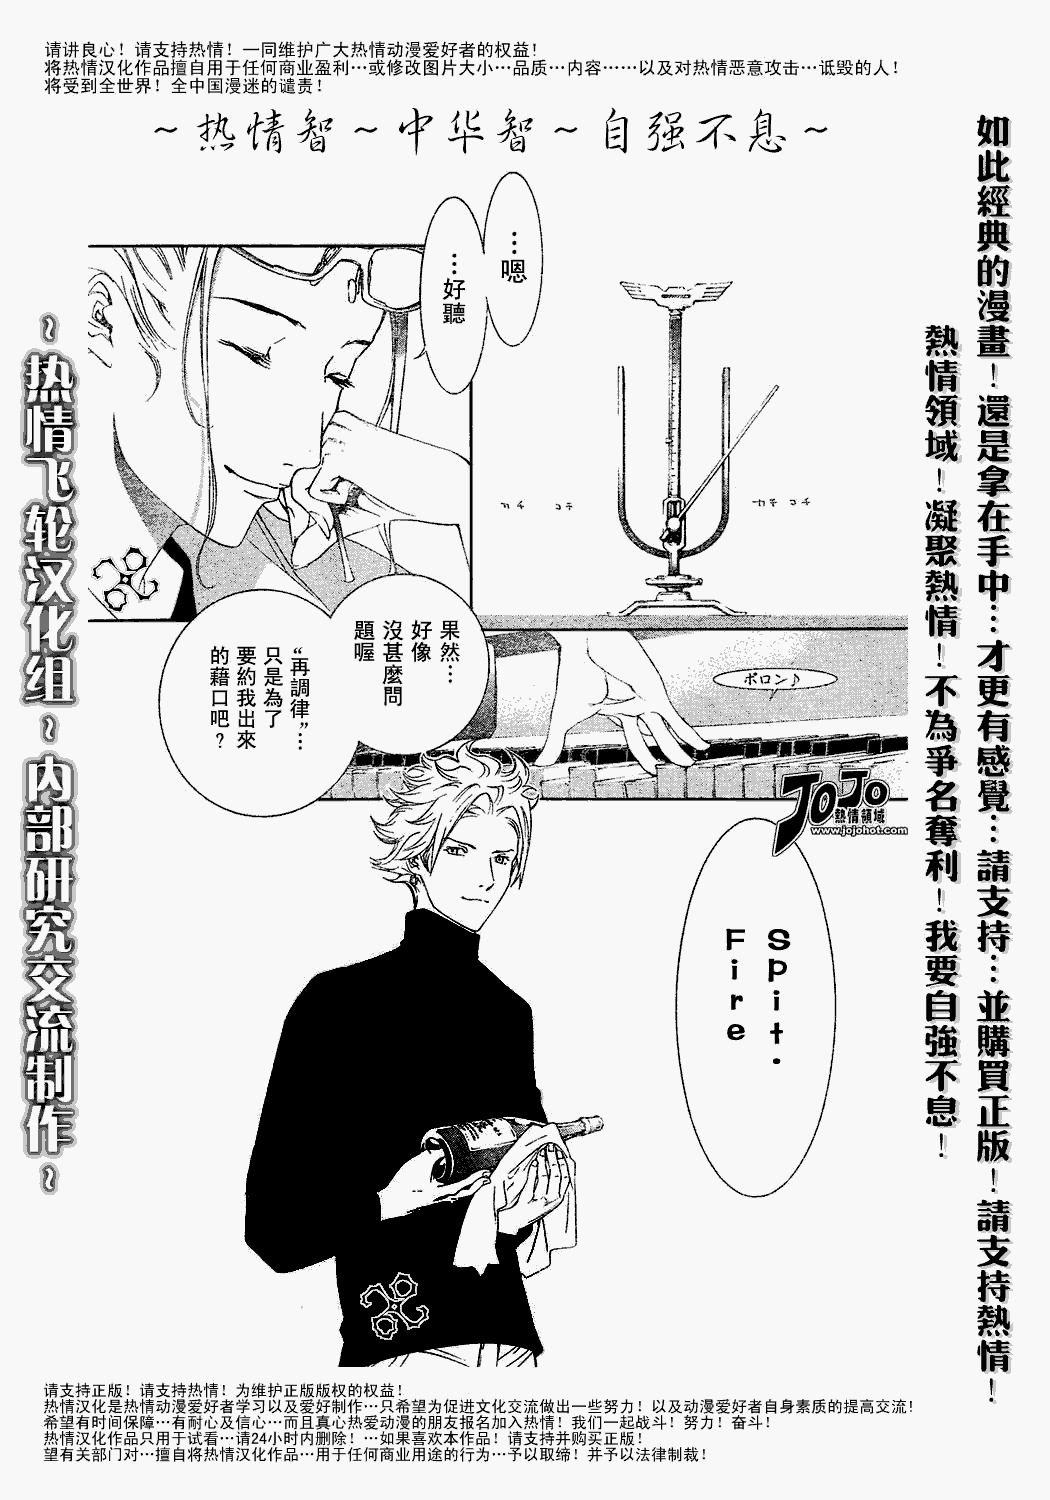 请讲良心！请支持热情！一同维护广大热情动漫爱好者的权益！
将热情汉化作品擅自用于任何商业盈利…或修改图片大小…品质…内容……以及对热情恶意攻击…诋毁的人！
将受到全世界！全中国漫迷的谴责！
～热情智～中华智～自强不息～
如此經典的漫畫！還是拿在手中…才更有感覺…請支持…並購買正版！請支持熱情！
熱情領域！凝聚熱情！不為爭名奪利！我要自強不息！
～热情飞轮汉化组～内部研究交流制作～
…嗯
…好聽
カチ コチ
カチ コチ
ポロン♪
果然…
好像
沒甚麼問
題喔
“再調律”…
只是為了
要約我出來
的藉口吧？
JOJO
熱情領域
www.jojohot.com
Spit.
Fire
请支持正版！请支持热情！为维护正版版权的权益！
热情汉化是热情动漫爱好者学习以及爱好制作…只希望为促进文化交流做出一些努力！以及动漫爱好者自身素质的提高交流！
希望有时间保障…有耐心及信心…而且真心热爱动漫的朋友报名加入热情！我们一起战斗！努力！奋斗！
热情汉化作品只用于试看…请24小时内删除！…如果喜欢本作品！请支持并购买正版！
望有关部门对…擅自将热情汉化作品…用于任何商业用途的行为…予以取缔！并予以法律制裁！